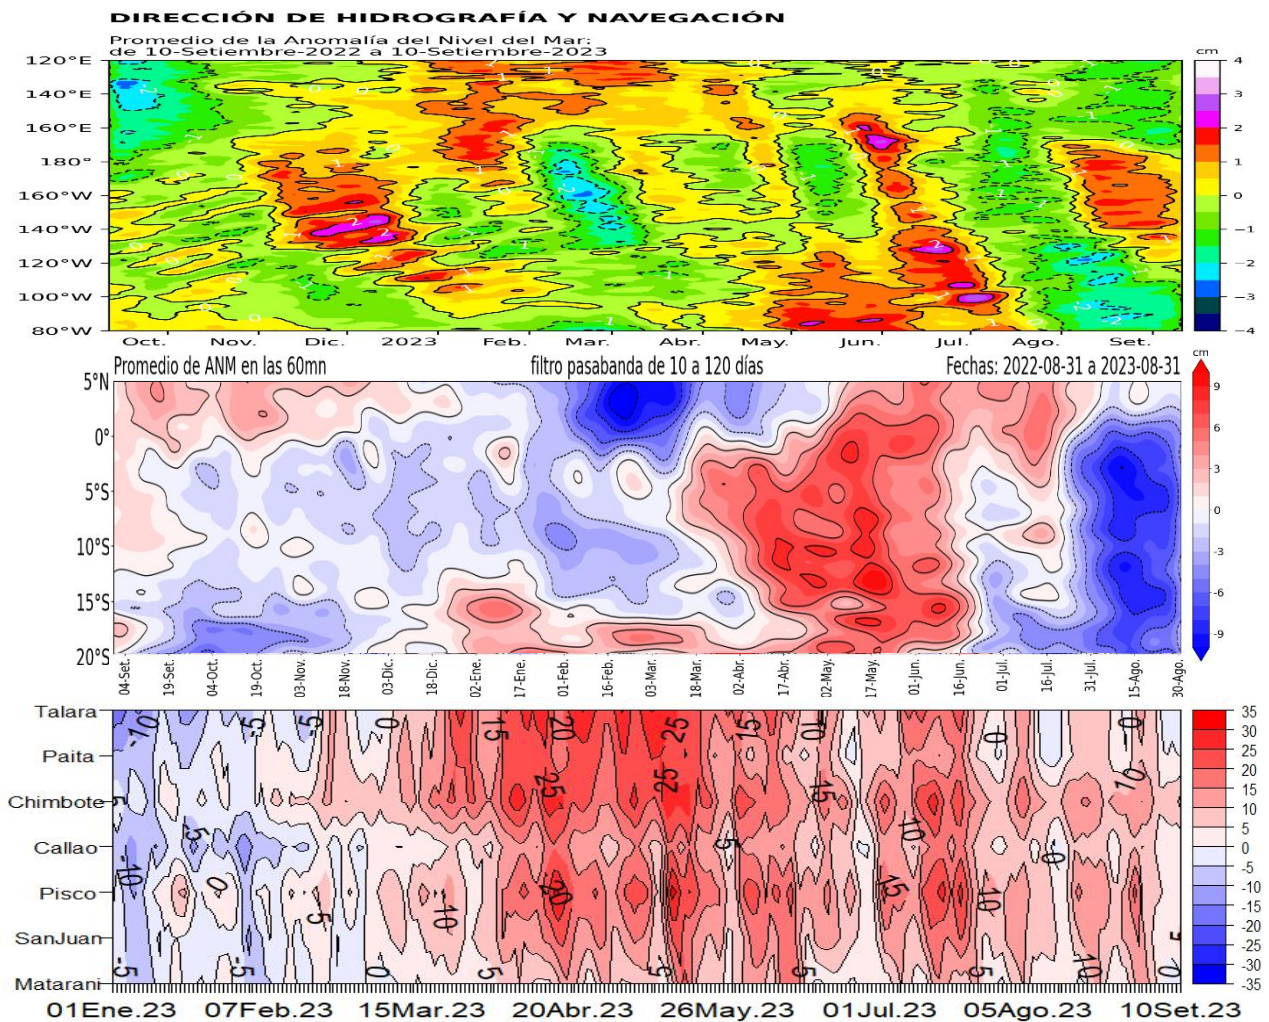 DIRECCIÓN DE HIDROGRAFÍA Y NAVEGACIÓN
Promedio de la Anomalía del Nivel del Mar:
de 10-Setiembre-2022 a 10-Setiembre-2023
cm
120°E
140°E
160°E
180°
160°W
140°W
120°W
100°W
80°W
4
3
2
1
0
−1
−2
−3
−4
Oct. Nov. Dic. 2023 Feb. Mar. Abr. May. Jun. Jul. Ago. Set.
Promedio de ANM en las 60mn filtro pasabanda de 10 a 120 días Fechas: 2022-08-31 a 2023-08-31
cm
5°N
0°
5°S
10°S
15°S
20°S
9
6
3
0
-3
-6
-9
04-Set. 19-Set. 04-Oct. 19-Oct. 03-Nov. 18-Nov. 03-Dic. 18-Dic. 02-Ene. 17-Ene. 01-Feb. 16-Feb. 03-Mar. 18-Mar. 02-Abr. 17-Abr. 02-May. 17-May. 01-Jun. 16-Jun. 01-Jul. 16-Jul. 31-Jul. 15-Ago. 30-Ago.
Talara
Paita
Chimbote
Callao
Pisco
SanJuan
Matarani
35
30
25
20
15
10
5
0
-5
-10
-15
-20
-25
-30
-35
01Ene.23 07Feb.23 15Mar.23 20Abr.23 26May.23 01Jul.23 05Ago.23 10Set.23